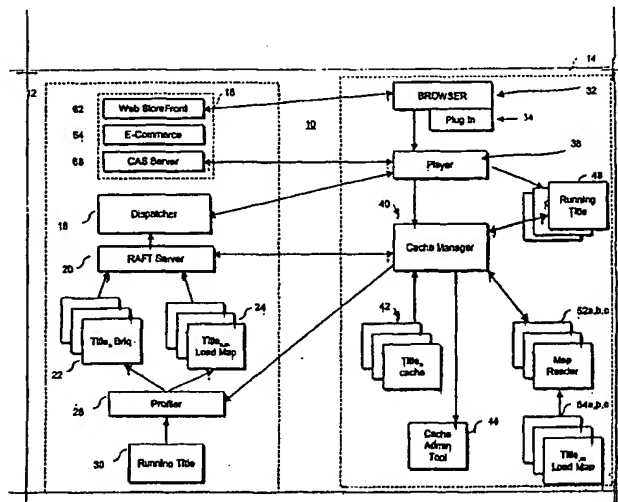 14
12
16
62
Web StoreFront
10
BROWSER
32
Plug In
34
64
E-Commerce
68
CAS Server
Player
38
48
Running
Title
40
18
Dispatcher
Cache Manager
20
RAFT Server
24
42
52a,b,c
Title Briq
Title
Load Map
Title
cache
Map
Reader
22
54a,b,c
26
Profiler
44
Cache
Admin
Tool
30
Running Title
Title
Load Map